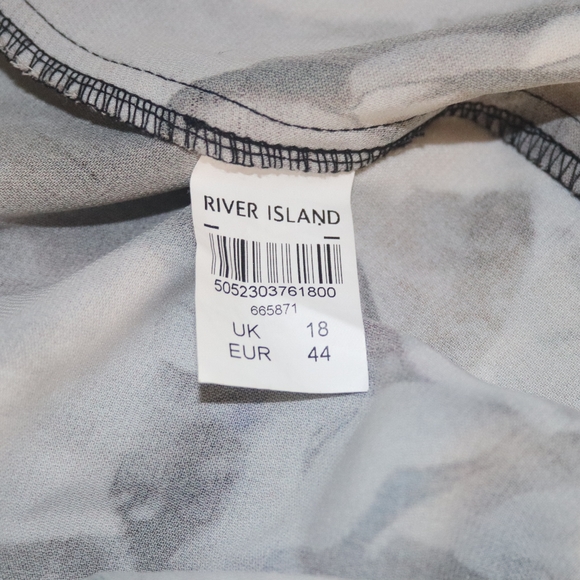 RIVER ISLAND
5052303761800
665871
UK 18
EUR 44